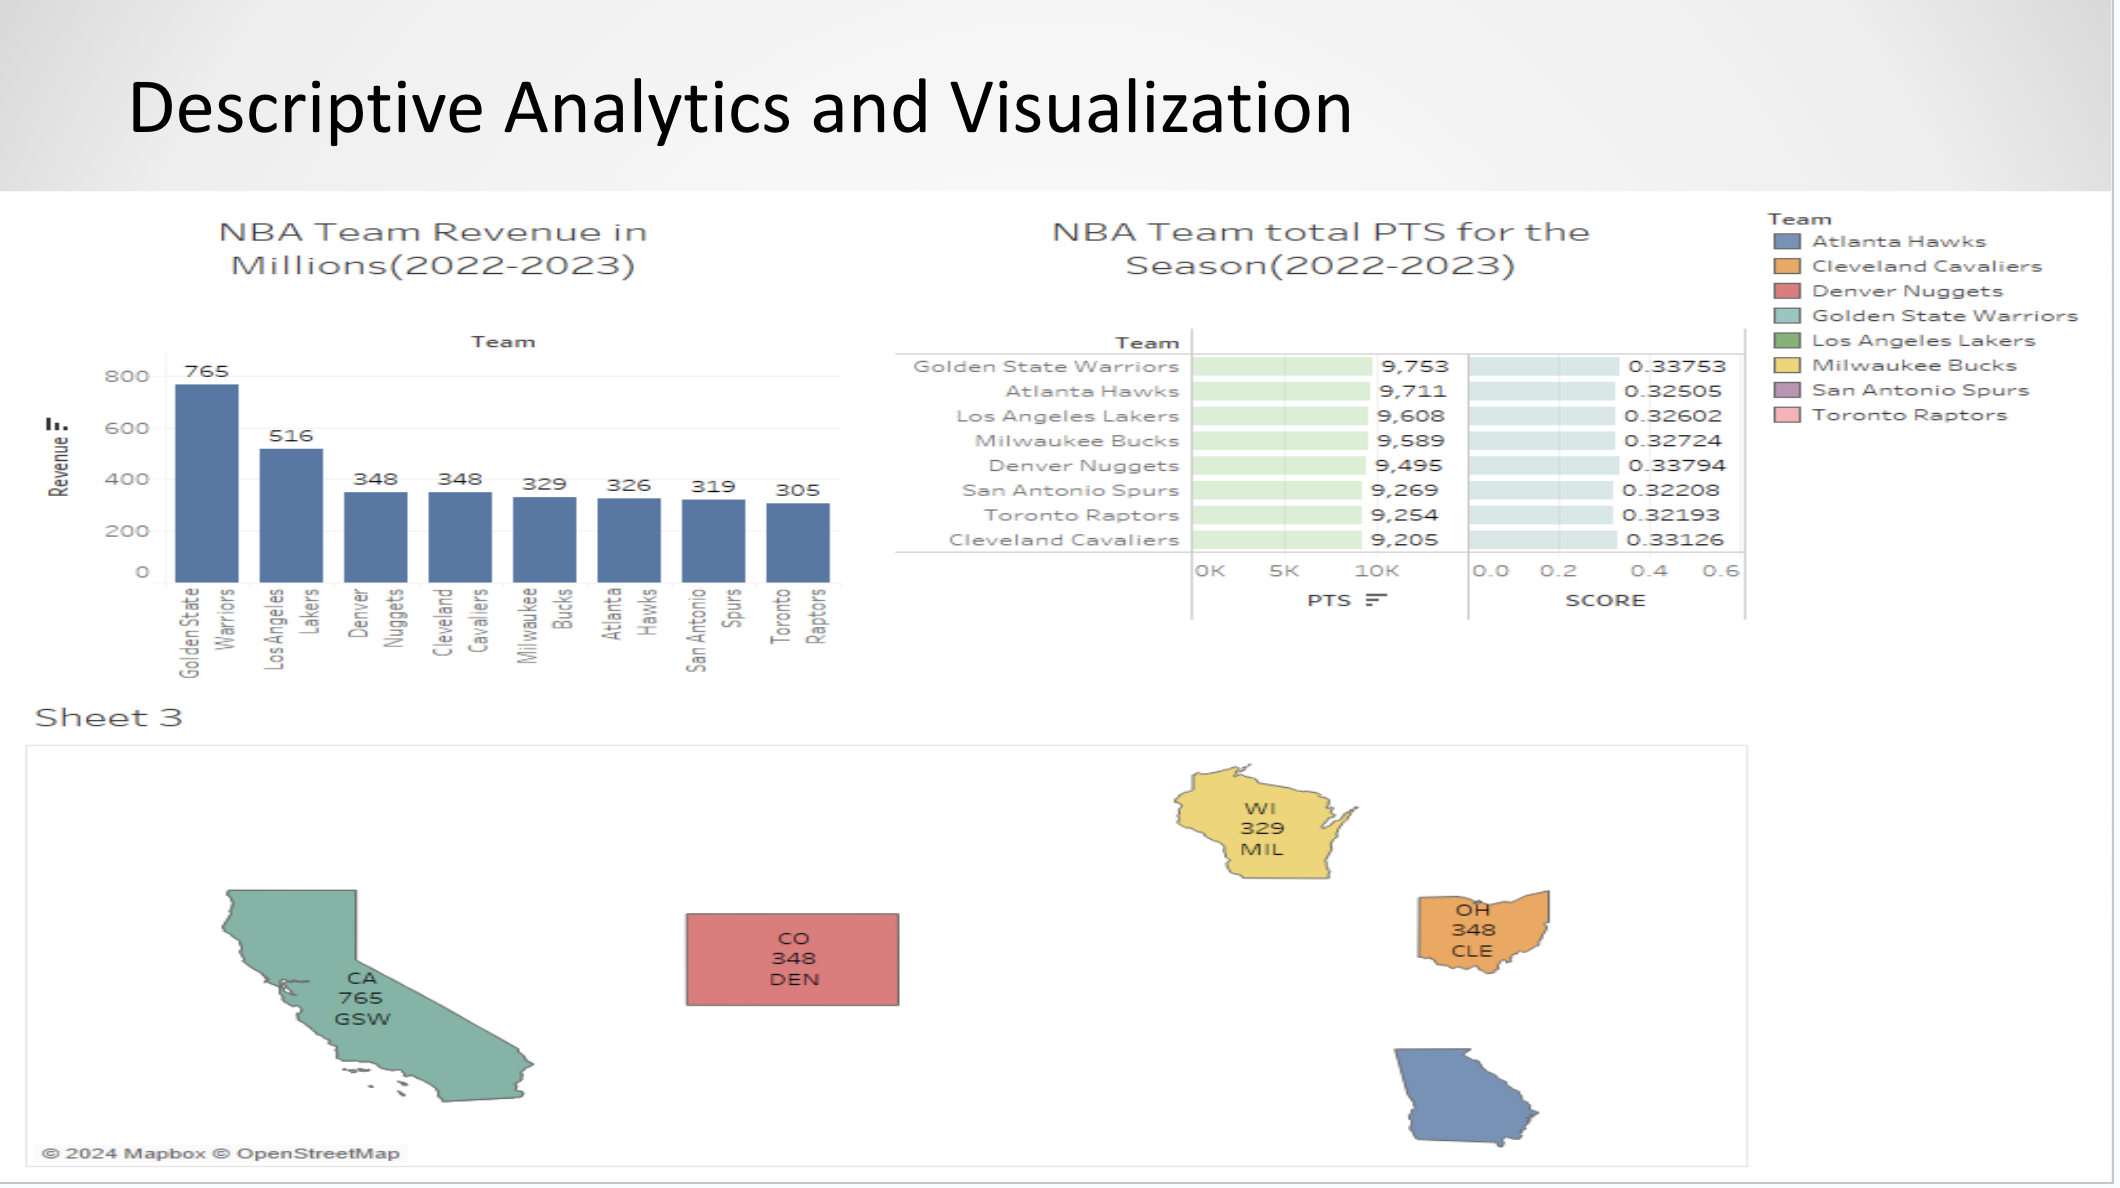 Descriptive Analytics and Visualization
NBA Team Revenue in
Millions(2022-2023)
Team
Revenue
800
600
400
200
0
765
516
348
348
329
326
319
305
Golden State
Warriors
Los Angeles
Lakers
Denver
Nuggets
Cleveland
Cavaliers
Milwaukee
Bucks
Atlanta
Hawks
San Antonio
Spurs
Toronto
Raptors
NBA Team total PTS for the
Season(2022-2023)
Team
Golden State Warriors 9,753 0.33753
Atlanta Hawks 9,711 0.32505
Los Angeles Lakers 9,608 0.32602
Milwaukee Bucks 9,589 0.32724
Denver Nuggets 9,495 0.33794
San Antonio Spurs 9,269 0.32208
Toronto Raptors 9,254 0.32193
Cleveland Cavaliers 9,205 0.33126
0K 5K 10K 0.0 0.2 0.4 0.6
PTS SCORE
Team
Atlanta Hawks
Cleveland Cavaliers
Denver Nuggets
Golden State Warriors
Los Angeles Lakers
Milwaukee Bucks
San Antonio Spurs
Toronto Raptors
Sheet 3
WI
329
MIL
OH
348
CLE
CO
348
DEN
CA
765
GSW
© 2024 Mapbox © OpenStreetMap